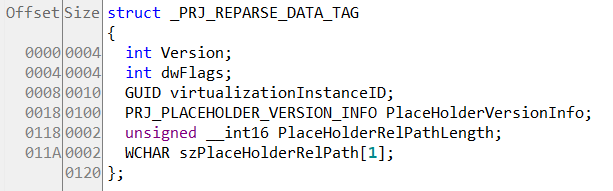 Offset Size struct _PRJ_REPARSE_DATA_TAG
{
0000 0004 int Version;
0004 0004 int dwFlags;
0008 0010 GUID virtualizationInstanceID;
0018 0100 PRJ_PLACEHOLDER_VERSION_INFO PlaceHolderVersionInfo;
0118 0002 unsigned __int16 PlaceHolderRelPathLength;
011A 0002 WCHAR szPlaceHolderRelPath[1];
0120 };